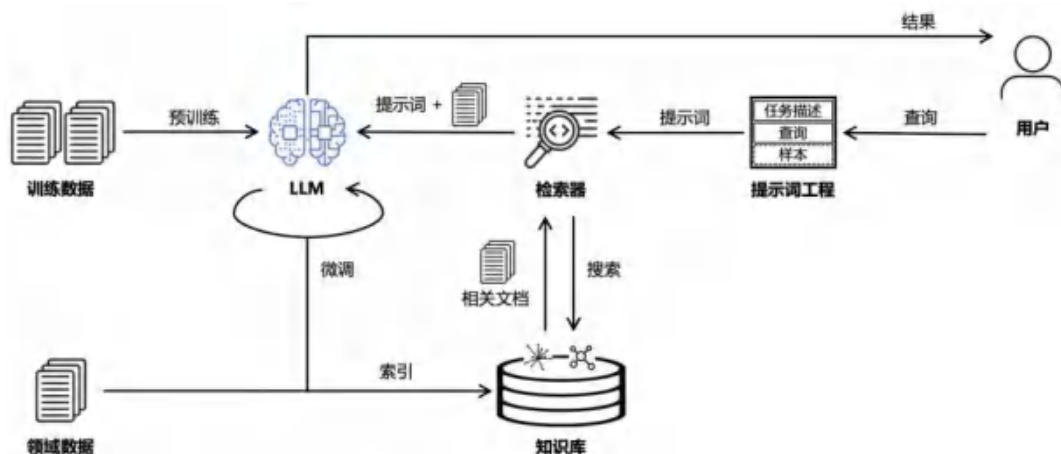 结果
预训练
提示词 +
提示词
任务描述
查询
样本
查询
用户
训练数据
LLM
检索器
提示词工程
微调
相关文档
搜索
索引
领域数据
知识库